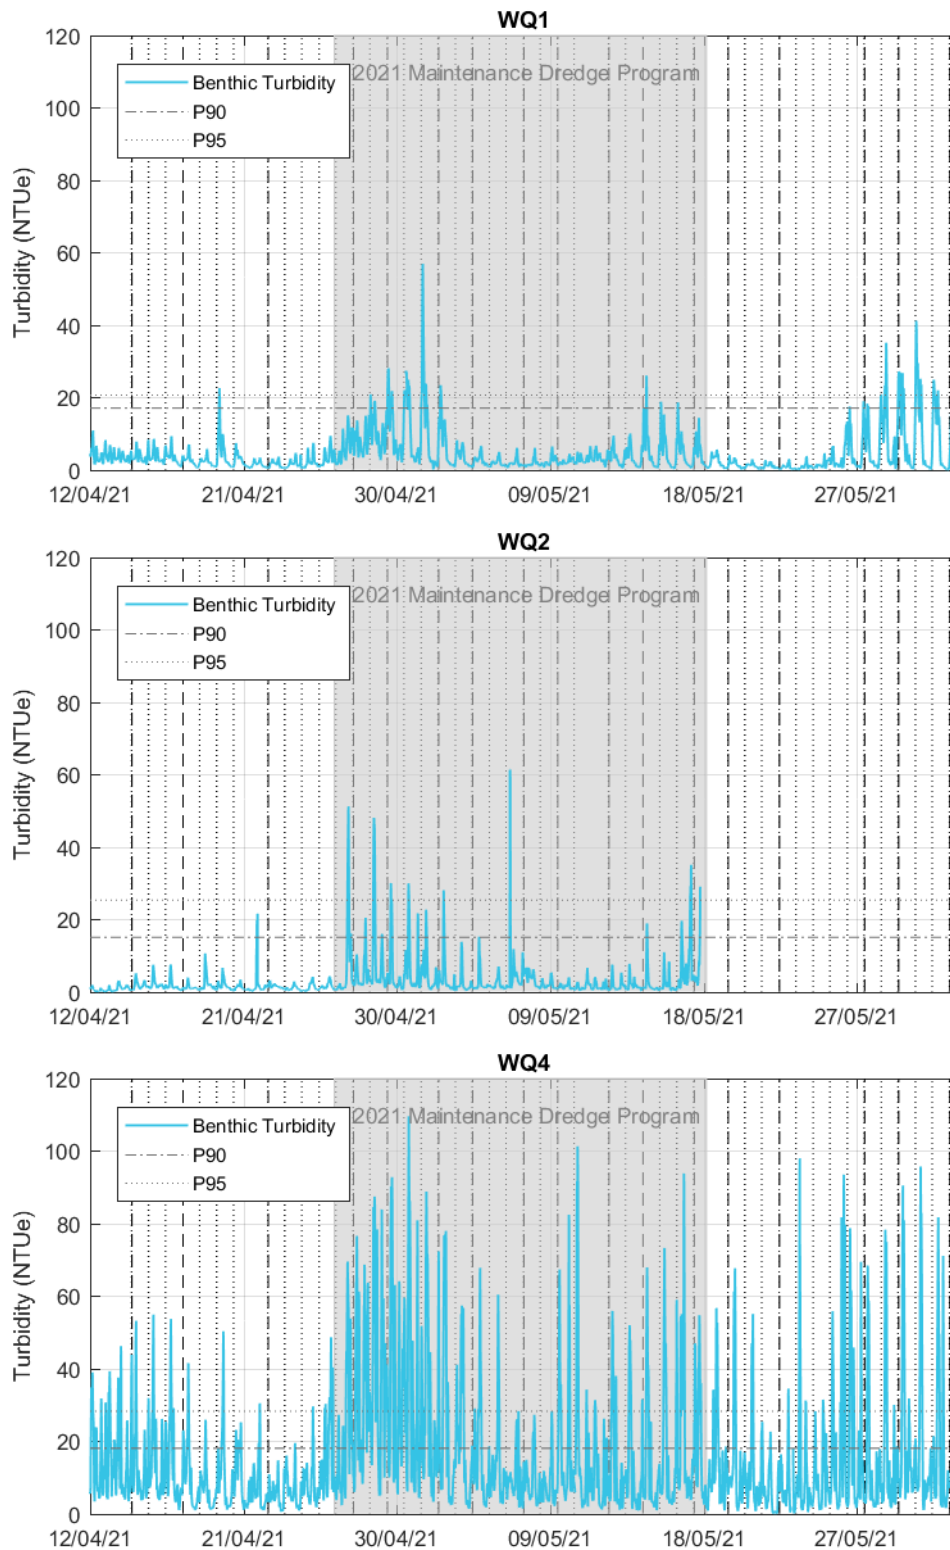 WQ1
120
100
80
60
40
20
0
Turbidity (NTUe)
2021 Maintenance Dredge Program
Benthic Turbidity
P90
P95
12/04/21 21/04/21 30/04/21 09/05/21 18/05/21 27/05/21
WQ2
120
100
80
60
40
20
0
Turbidity (NTUe)
2021 Maintenance Dredge Program
Benthic Turbidity
P90
P95
12/04/21 21/04/21 30/04/21 09/05/21 18/05/21 27/05/21
WQ4
120
100
80
60
40
20
0
Turbidity (NTUe)
2021 Maintenance Dredge Program
Benthic Turbidity
P90
P95
12/04/21 21/04/21 30/04/21 09/05/21 18/05/21 27/05/21